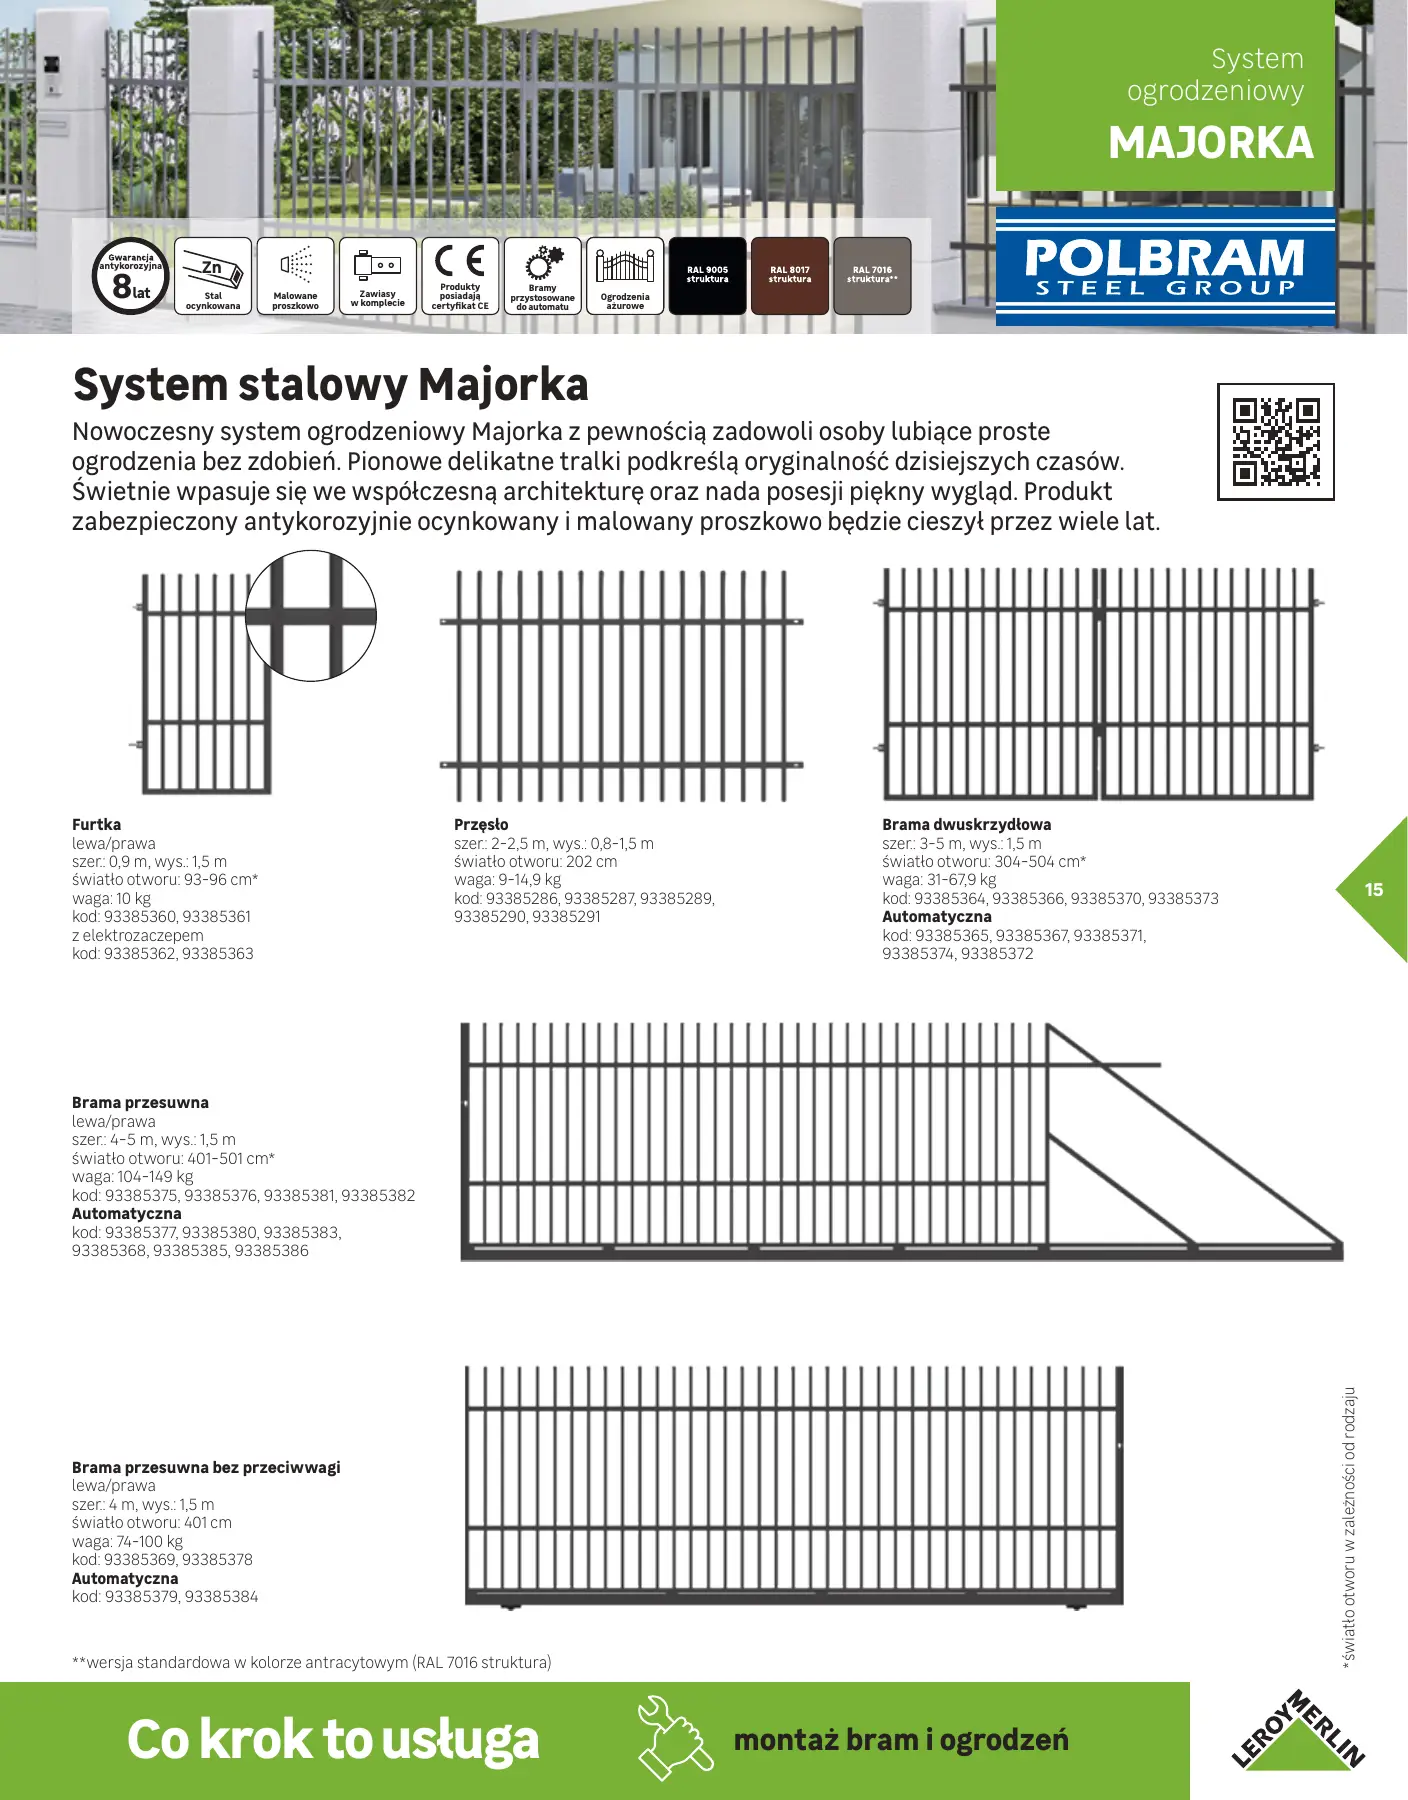 System
ogrodzeniowy
MAJORKA
POLBRAM
STEEL GROUP
Gwarancja
antykorozyjna
8 lat
Zn
Stal
ocynkowana
Malowane
proszkowo
Zawiasy
w komplecie
CE
Produkty
posiadają
certyfikat CE
Bramy
przystosowane
do automatu
Ogrodzenia
ażurowe
RAL 9005
struktura
RAL 8017
struktura
RAL 7016
struktura**
System stalowy Majorka
Nowoczesny system ogrodzeniowy Majorka z pewnością zadowoli osoby lubiące proste
ogrodzenia bez zdobień. Pionowe delikatne tralki podkreślą oryginalność dzisiejszych czasów.
Świetnie wpasuje się we współczesną architekturę oraz nada posesji piękny wygląd. Produkt
zabezpieczony antykorozyjnie ocynkowany i malowany proszkowo będzie cieszył przez wiele lat.
Furtka
lewa/prawa
szer.: 0,9 m, wys.: 1,5 m
światło otworu: 93-96 cm*
waga: 10 kg
kod: 93385360, 93385361
z elektrozaczepem
kod: 93385362, 93385363
Przęsło
szer.: 2-2,5 m, wys.: 0,8-1,5 m
światło otworu: 202 cm
waga: 9-14,9 kg
kod: 93385286, 93385287, 93385289,
93385290, 93385291
Brama dwuskrzydłowa
szer.: 3-5 m, wys.: 1,5 m
światło otworu: 304-504 cm*
waga: 31-67,9 kg
kod: 93385364, 93385366, 93385370, 93385373
Automatyczna
kod: 93385365, 93385367, 93385371,
93385374, 93385372
15
Brama przesuwna
lewa/prawa
szer.: 4-5 m, wys.: 1,5 m
światło otworu: 401-501 cm*
waga: 104-149 kg
kod: 93385375, 93385376, 93385381, 93385382
Automatyczna
kod: 93385377, 93385380, 93385383,
93385368, 93385385, 93385386
Brama przesuwna bez przeciwwagi
lewa/prawa
szer.: 4 m, wys.: 1,5 m
światło otworu: 401 cm
waga: 74-100 kg
kod: 93385369, 93385378
Automatyczna
kod: 93385379, 93385384
*światło otworu w zależności od rodzaju
**wersja standardowa w kolorze antracytowym (RAL 7016 struktura)
Co krok to usługa
montaż bram i ogrodzeń
LEROY MERLIN